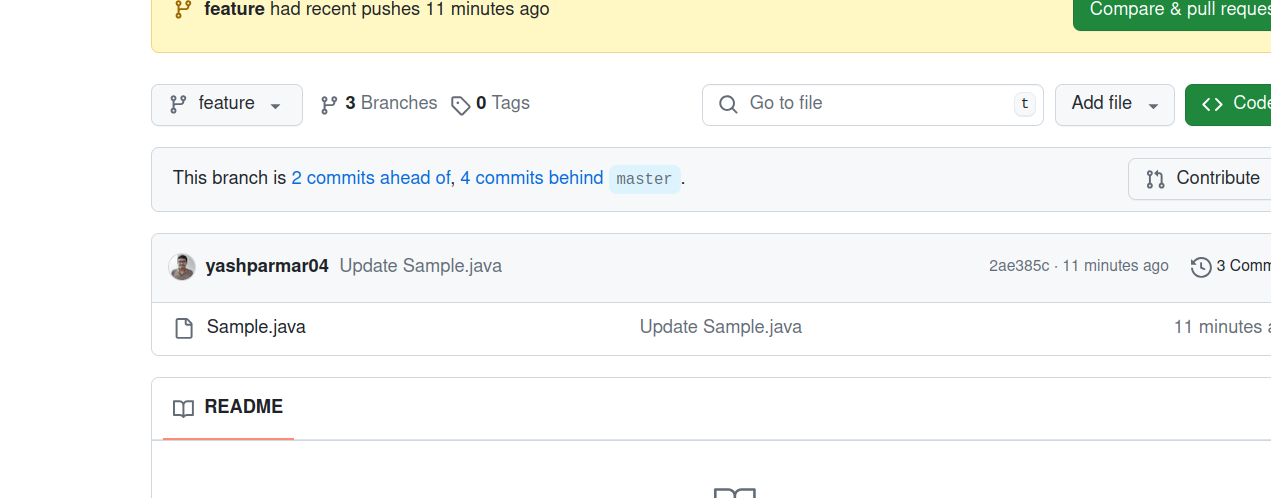 feature had recent pushes 11 minutes ago
Compare & pull reques
feature
3 Branches
0 Tags
Go to file
t
Add file
Code
This branch is 2 commits ahead of, 4 commits behind master.
Contribute
yashparmar04 Update Sample.java
2ae385c · 11 minutes ago
3 Comm
Sample.java
Update Sample.java
11 minutes a
README